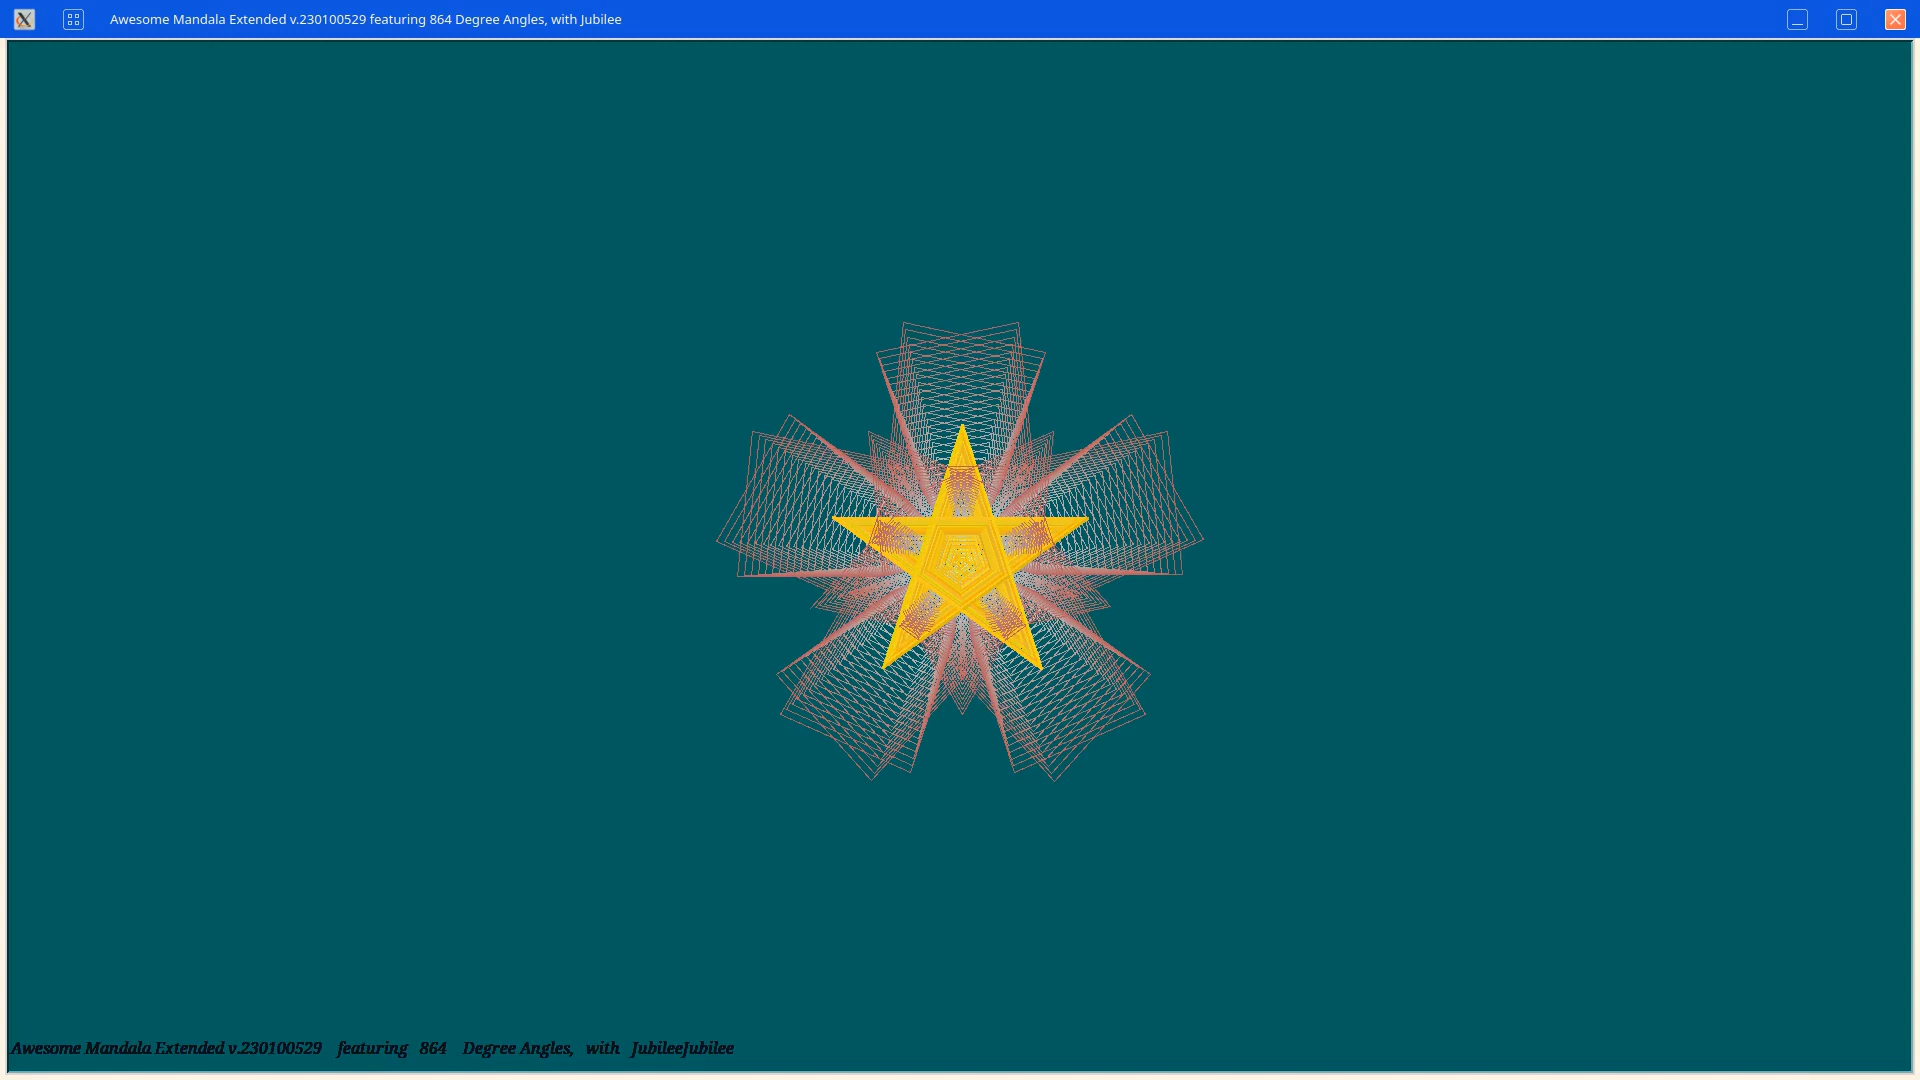 Awesome Mandala Extended v.230100529 featuring 864 Degree Angles, with Jubilee
Awesome Mandala Extended v.230100529 featuring 864 Degree Angles, with JubileeJubilee